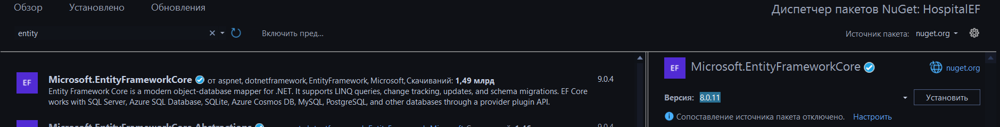 Обзор Установлено Обновления
Диспетчер пакетов NuGet: HospitalEF
entity
Включить пред...
Источник пакета: nuget.org
EF
Microsoft.EntityFrameworkCore от aspnet, dotnetframework, EntityFramework, Microsoft, Скачиваний: 1,49 млрд
9.0.4
Entity Framework Core is a modern object-database mapper for .NET. It supports LINQ queries, change tracking, updates, and schema migrations. EF Core
works with SQL Server, Azure SQL Database, SQLite, Azure Cosmos DB, MySQL, PostgreSQL, and other databases through a provider plugin API.
Microsoft.EntityFrameworkCore.Abstractions
9.0.4
EF
Microsoft.EntityFrameworkCore
nuget.org
Версия: 8.0.11
Установить
Сопоставление источника пакета отключено. Настроить